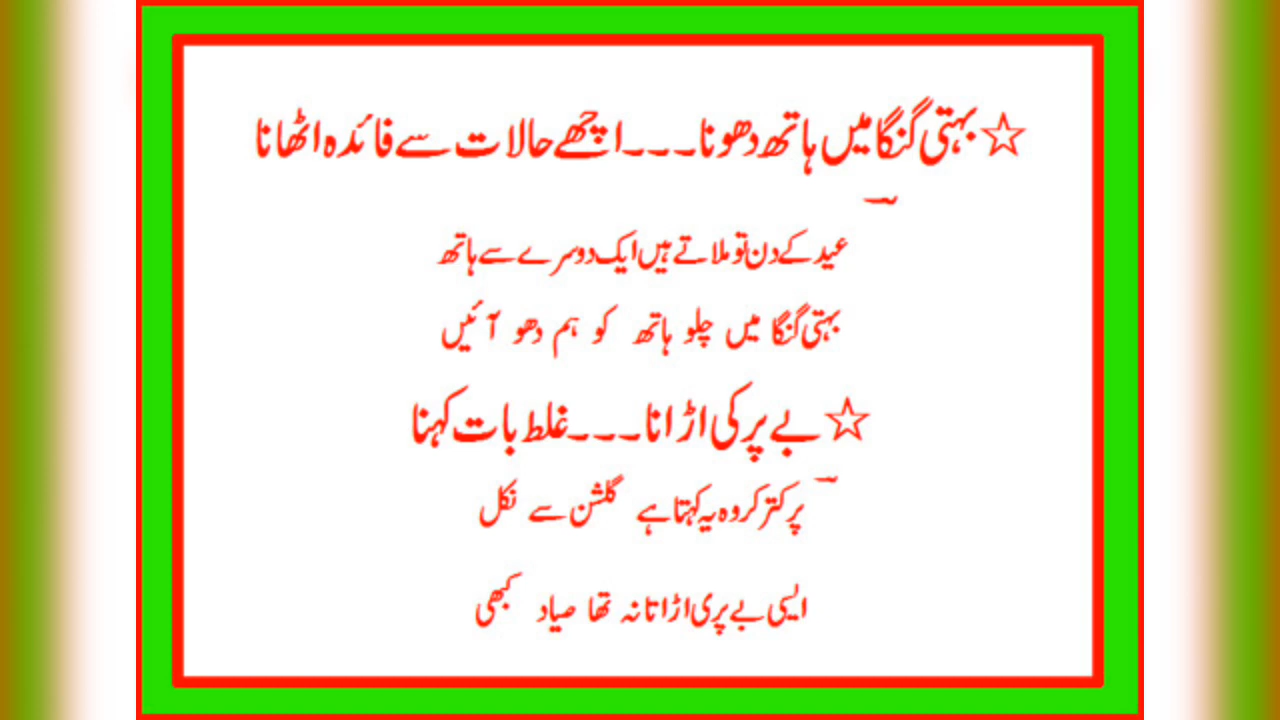 ☆بہتی گنگا میں ہاتھ دھونا۔۔۔اچھے حالات سے فائدہ اٹھانا
؎
عید کے دن تو ملاتے ہیں ایک دوسرے سے ہاتھ
بہتی گنگا میں چلو ہاتھ کو ہم دھو آئیں
☆بے پر کی اڑانا۔۔۔غلط بات کہنا
؎
پر کتر کر وہ یہ کہتا ہے گلشن سے نکل
ایسی بے پری اڑاتا نہ تھا صیاد کبھی